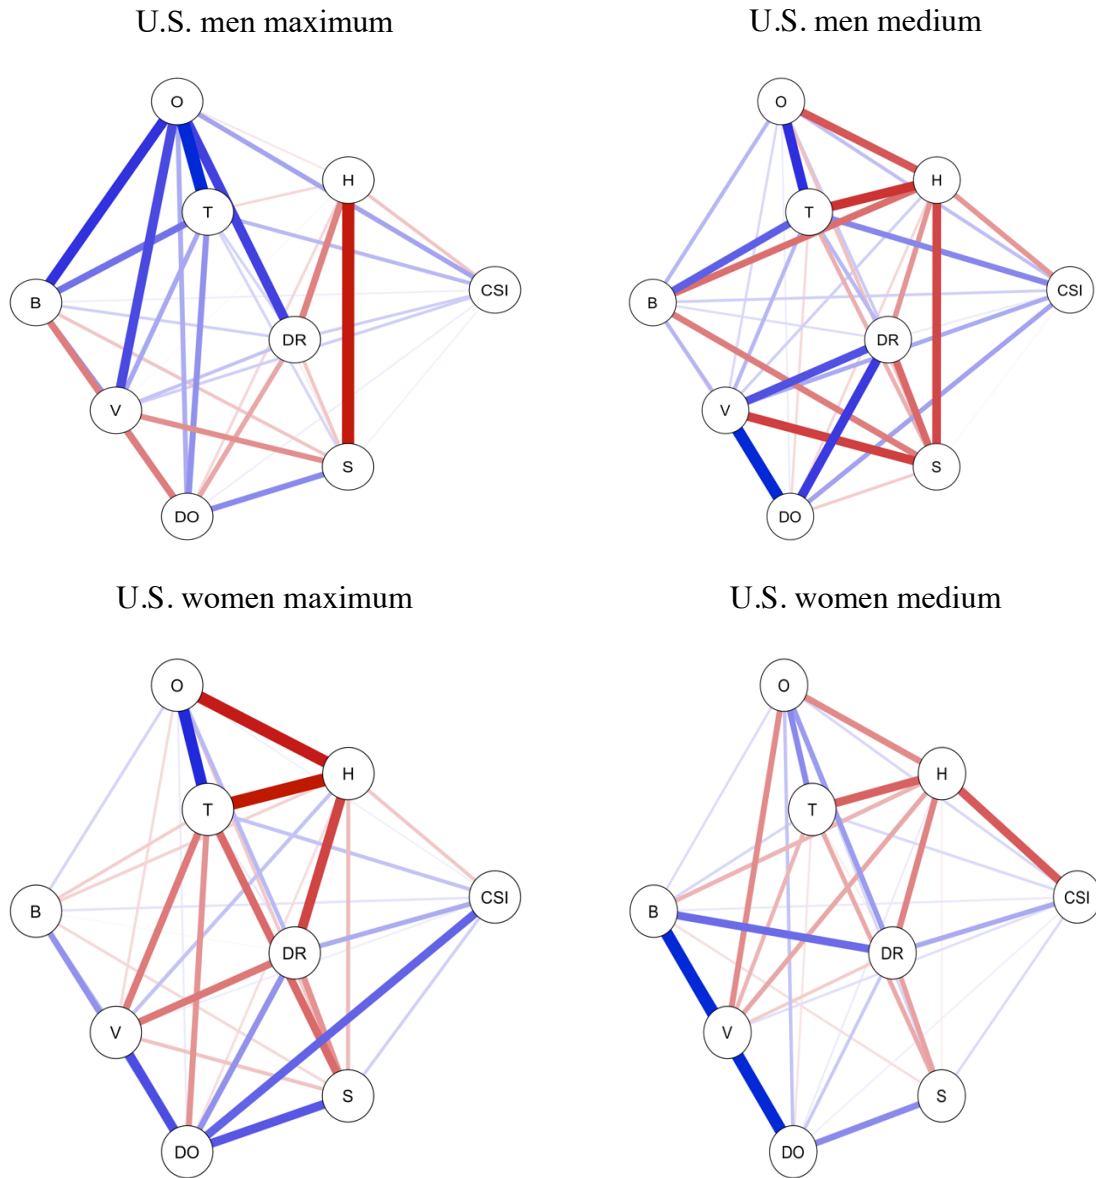 U.S. men maximum
O
H
T
CSI
B
DR
V
S
DO
U.S. men medium
O
H
T
CSI
B
DR
V
S
DO
U.S. women maximum
O
H
T
CSI
B
DR
V
S
DO
U.S. women medium
O
H
T
CSI
B
DR
V
S
DO